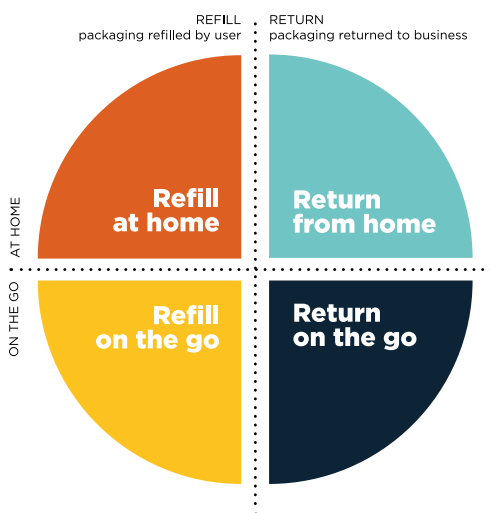 REFILL
packaging refilled by user
RETURN
packaging returned to business
AT HOME
Refill
at home
Return
from home
ON THE GO
Refill
on the go
Return
on the go